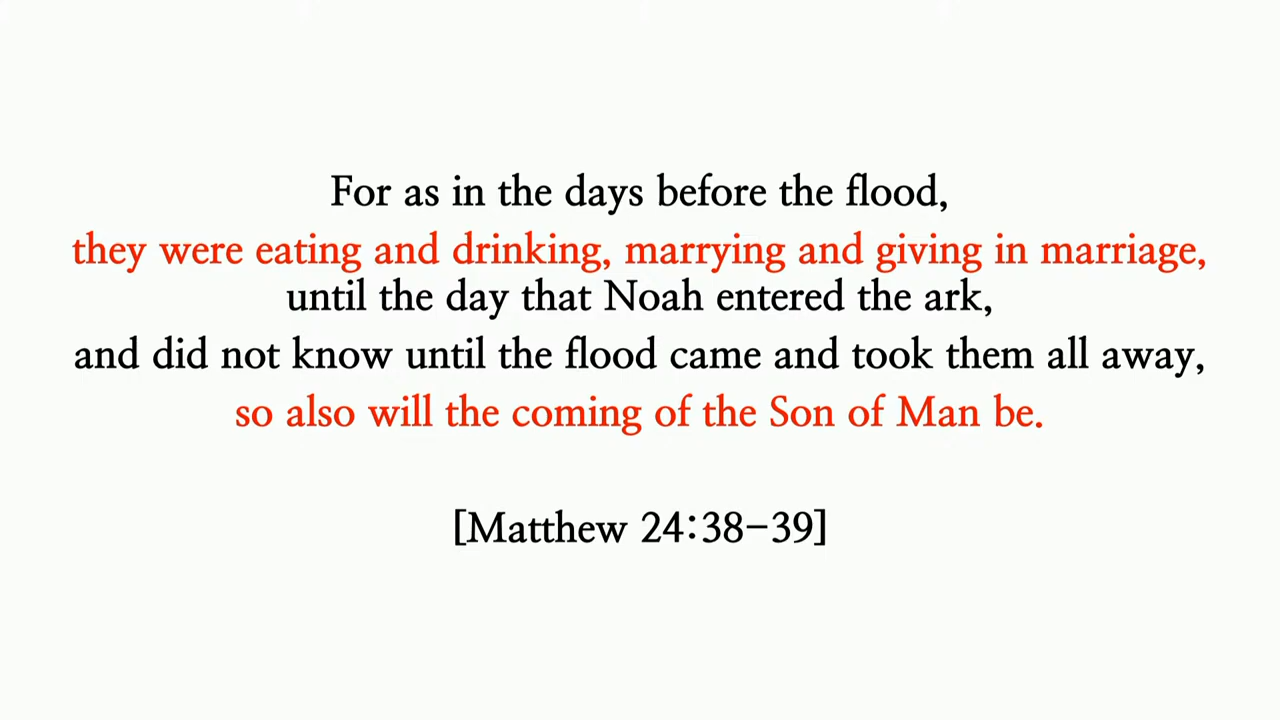 For as in the days before the flood,
they were eating and drinking, marrying and giving in marriage,
until the day that Noah entered the ark,
and did not know until the flood came and took them all away,
so also will the coming of the Son of Man be.
[Matthew 24:38-39]